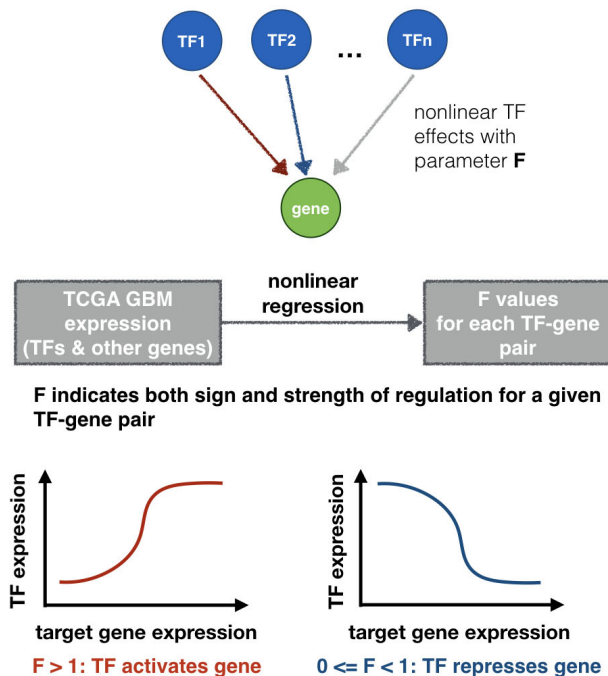 TF1 TF2 ... TFn
nonlinear TF
effects with
parameter F
gene
TCGA GBM
expression
(TFs & other genes)
nonlinear
regression
F values
for each TF-gene
pair
F indicates both sign and strength of regulation for a given
TF-gene pair
TF expression
target gene expression
F > 1: TF activates gene
TF expression
target gene expression
0 <= F < 1: TF represses gene